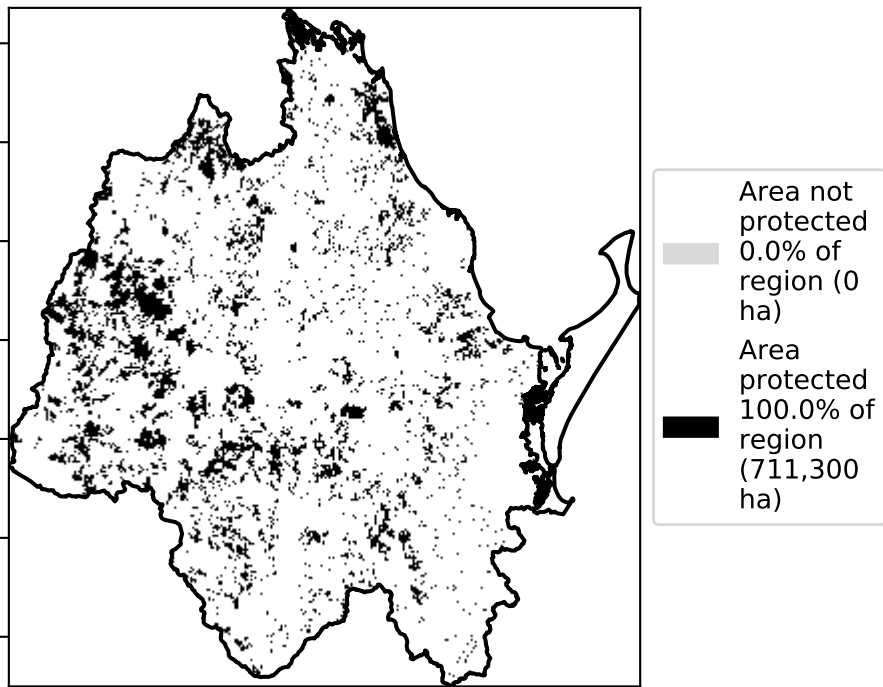 Area not
protected
0.0% of
region (0
ha)
Area
protected
100.0% of
region
(711,300
ha)